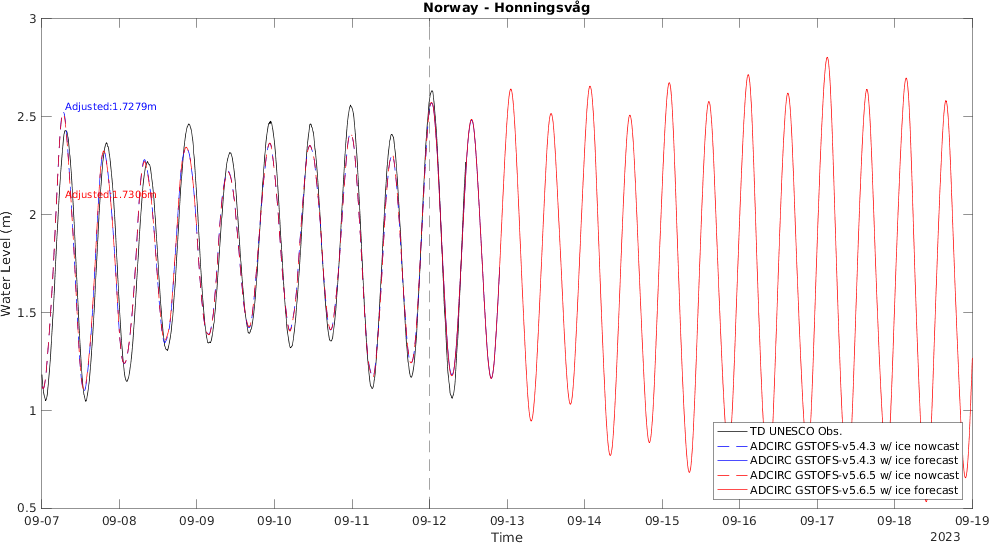 Norway - Honningsvåg
3
2.5
2
1.5
1
0.5
Water Level (m)
Adjusted:1.7279m
Adjusted:1.7306m
TD UNESCO Obs.
ADCIRC GSTOFS-v5.4.3 w/ ice nowcast
ADCIRC GSTOFS-v5.4.3 w/ ice forecast
ADCIRC GSTOFS-v5.6.5 w/ ice nowcast
ADCIRC GSTOFS-v5.6.5 w/ ice forecast
09-07 09-08 09-09 09-10 09-11 09-12 09-13 09-14 09-15 09-16 09-17 09-18 09-19
Time
2023